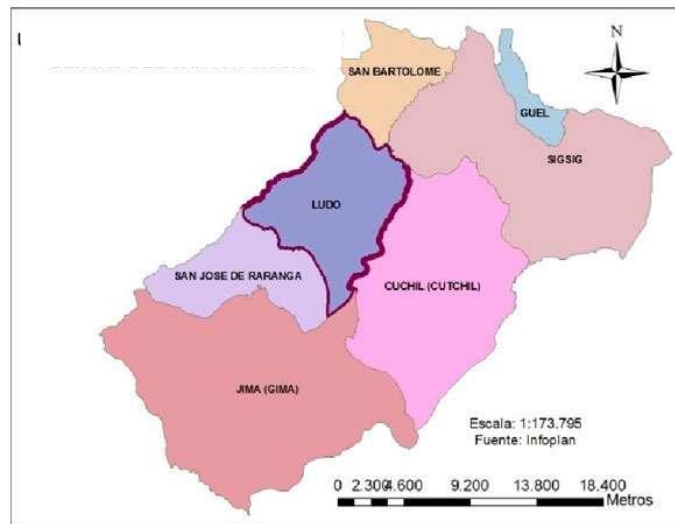 N
SAN BARTOLOME
GUEL
SIGSIG
LUDO
SAN JOSE DE RARANGA
CUCHIL (CUTCHIL)
JIMA (GIMA)
Escala: 1:173.795
Fuente: Infoplan
0 2.300 4.600 9.200 13.800 18.400
Metros